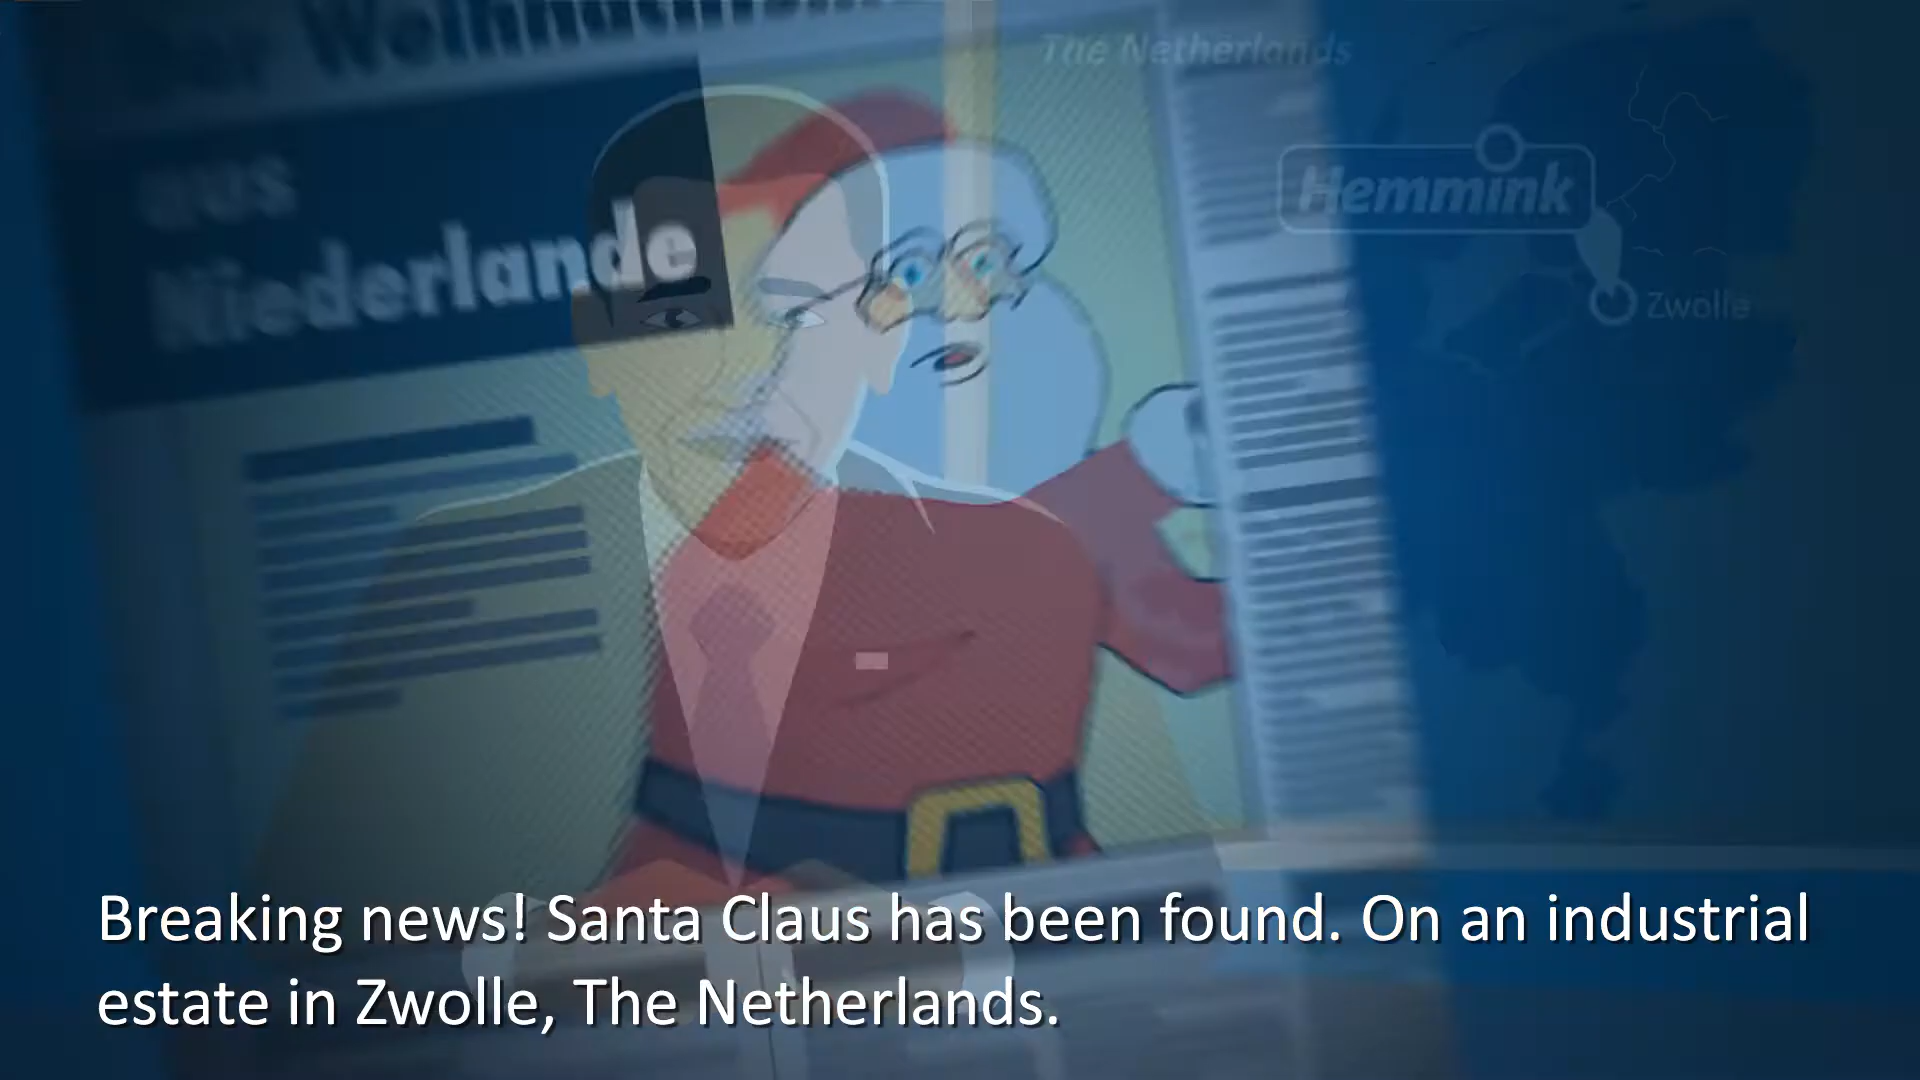 The Netherlands
aus
Niederlande
Hemmink
Zwolle
Breaking news! Santa Claus has been found. On an industrial
estate in Zwolle, The Netherlands.